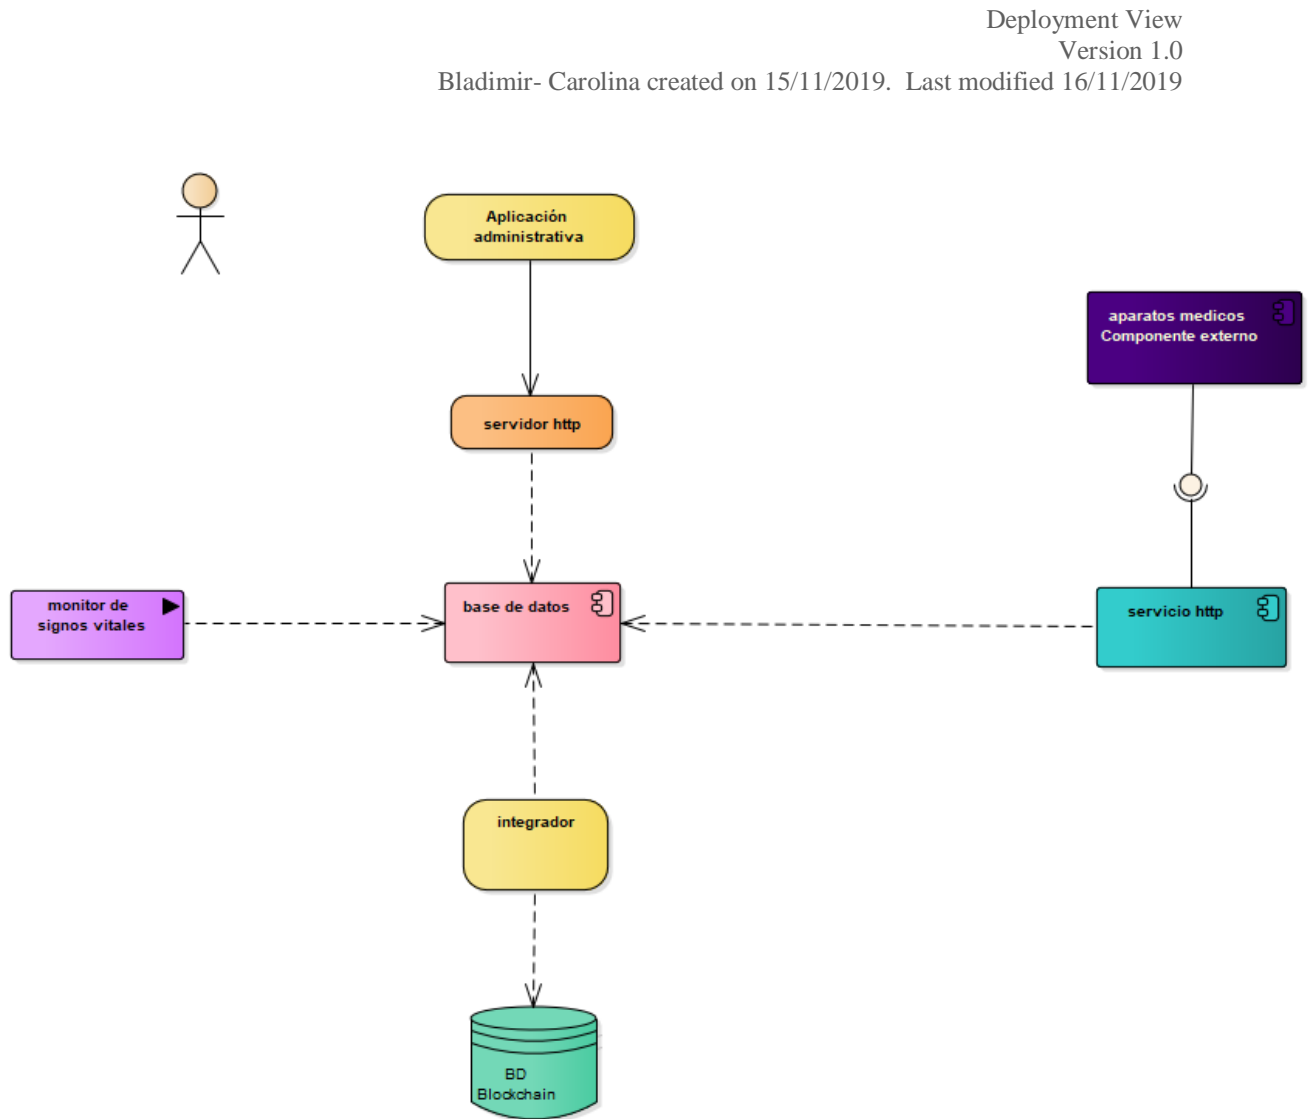 Deployment View
Version 1.0
Bladimir- Carolina created on 15/11/2019.  Last modified 16/11/2019
Aplicación
administrativa
aparatos medicos
Componente externo
servidor http
monitor de
signos vitales
base de datos
servicio http
integrador
BD
Blockchain